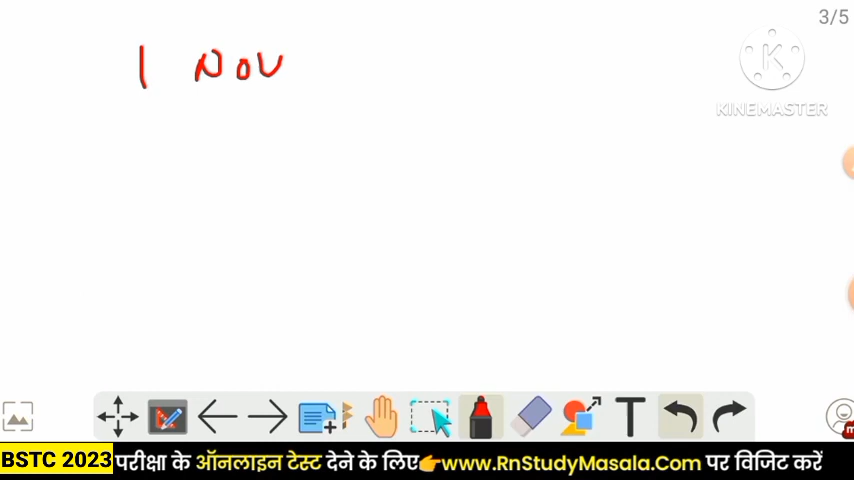 3/5
1 Nov
KINEMASTER
BSTC 2023 परीक्षा के ऑनलाइन टेस्ट देने के लिए👉www.RnStudyMasala.Com पर विजिट करें